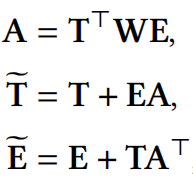 A = T⊤WE,
T̃ = T + EA,
Ẽ = E + TA⊤,